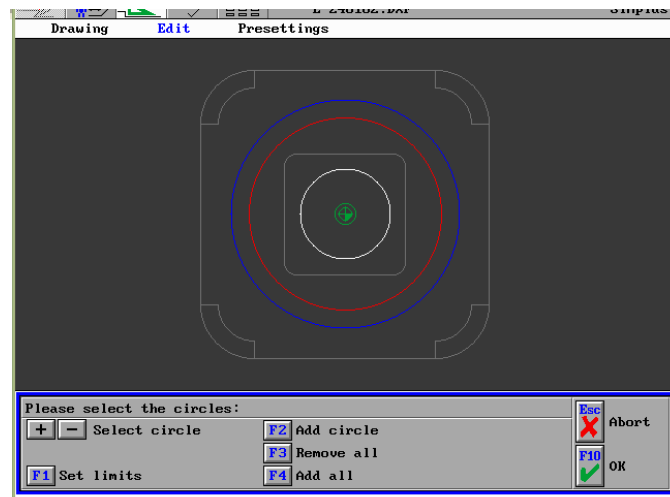 Drawing Edit Presettings
Please select the circles:
+ - Select circle F2 Add circle
F3 Remove all
F1 Set limits F4 Add all
Esc Abort
F10 OK